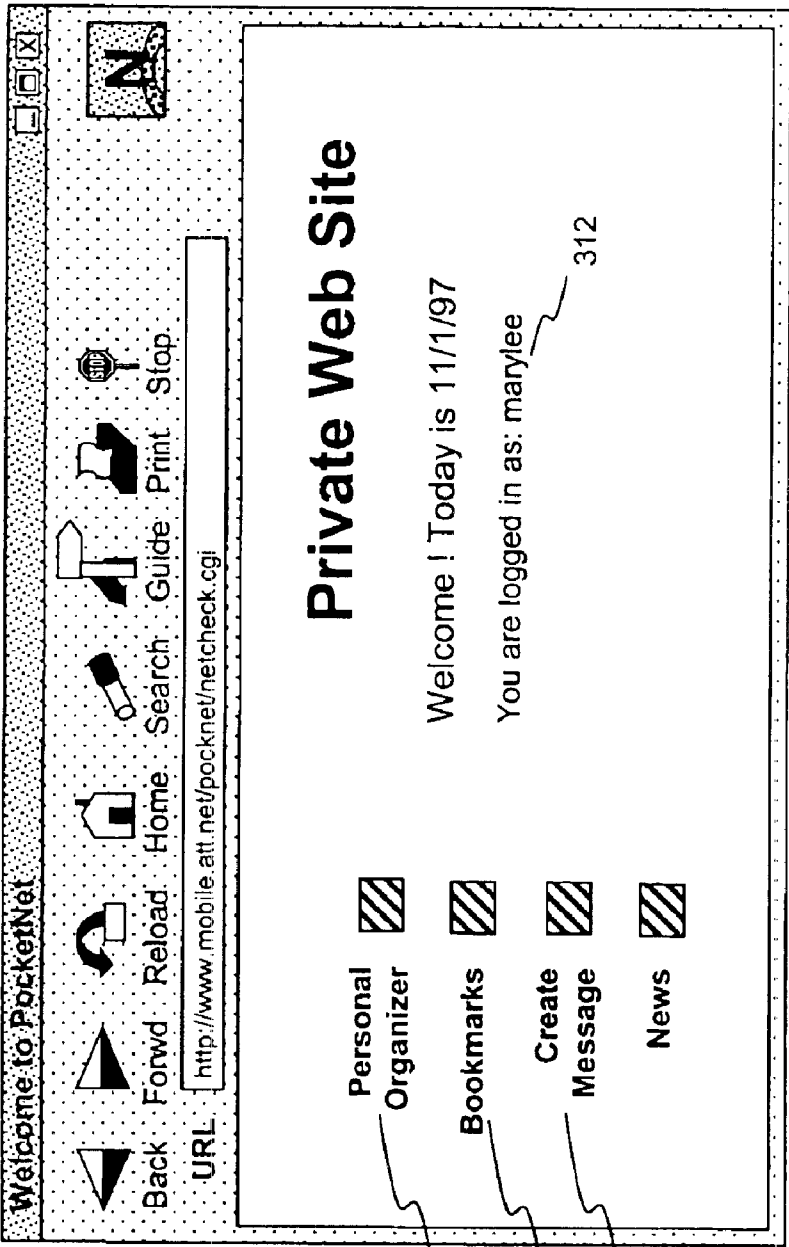 Welcome to PocketNet
Back Forwd Reload Home Search Guide Print Stop
STOP
N
URL http://www.mobile.att.net/pocknet/netcheck.cgi
Private Web Site
Welcome ! Today is 11/1/97
You are logged in as: marylee
312
Personal
Organizer
Bookmarks
Create
Message
News